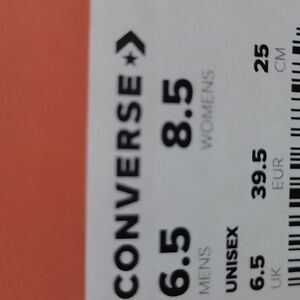 CONVERSE
6.5 8.5
MENS WOMENS
UNISEX
6.5 39.5 25
UK EUR CM